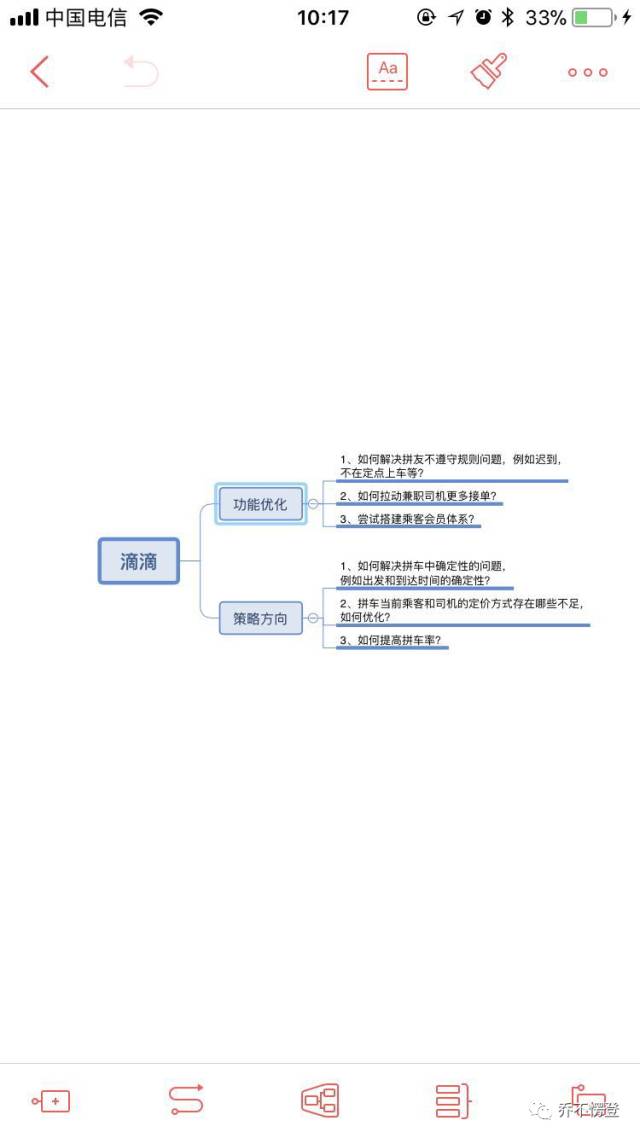 中国电信
10:17
33%
Aa
1、如何解决拼友不遵守规则问题，例如迟到，
不在定点上车等？
功能优化
2、如何拉动兼职司机更多接单？
3、尝试搭建乘客会员体系？
滴滴
1、如何解决拼车中确定性的问题，
例如出发和到达时间的确定性？
策略方向
2、拼车当前乘客和司机的定价方式存在哪些不足，
如何优化？
3、如何提高拼车率？
乔不愣登